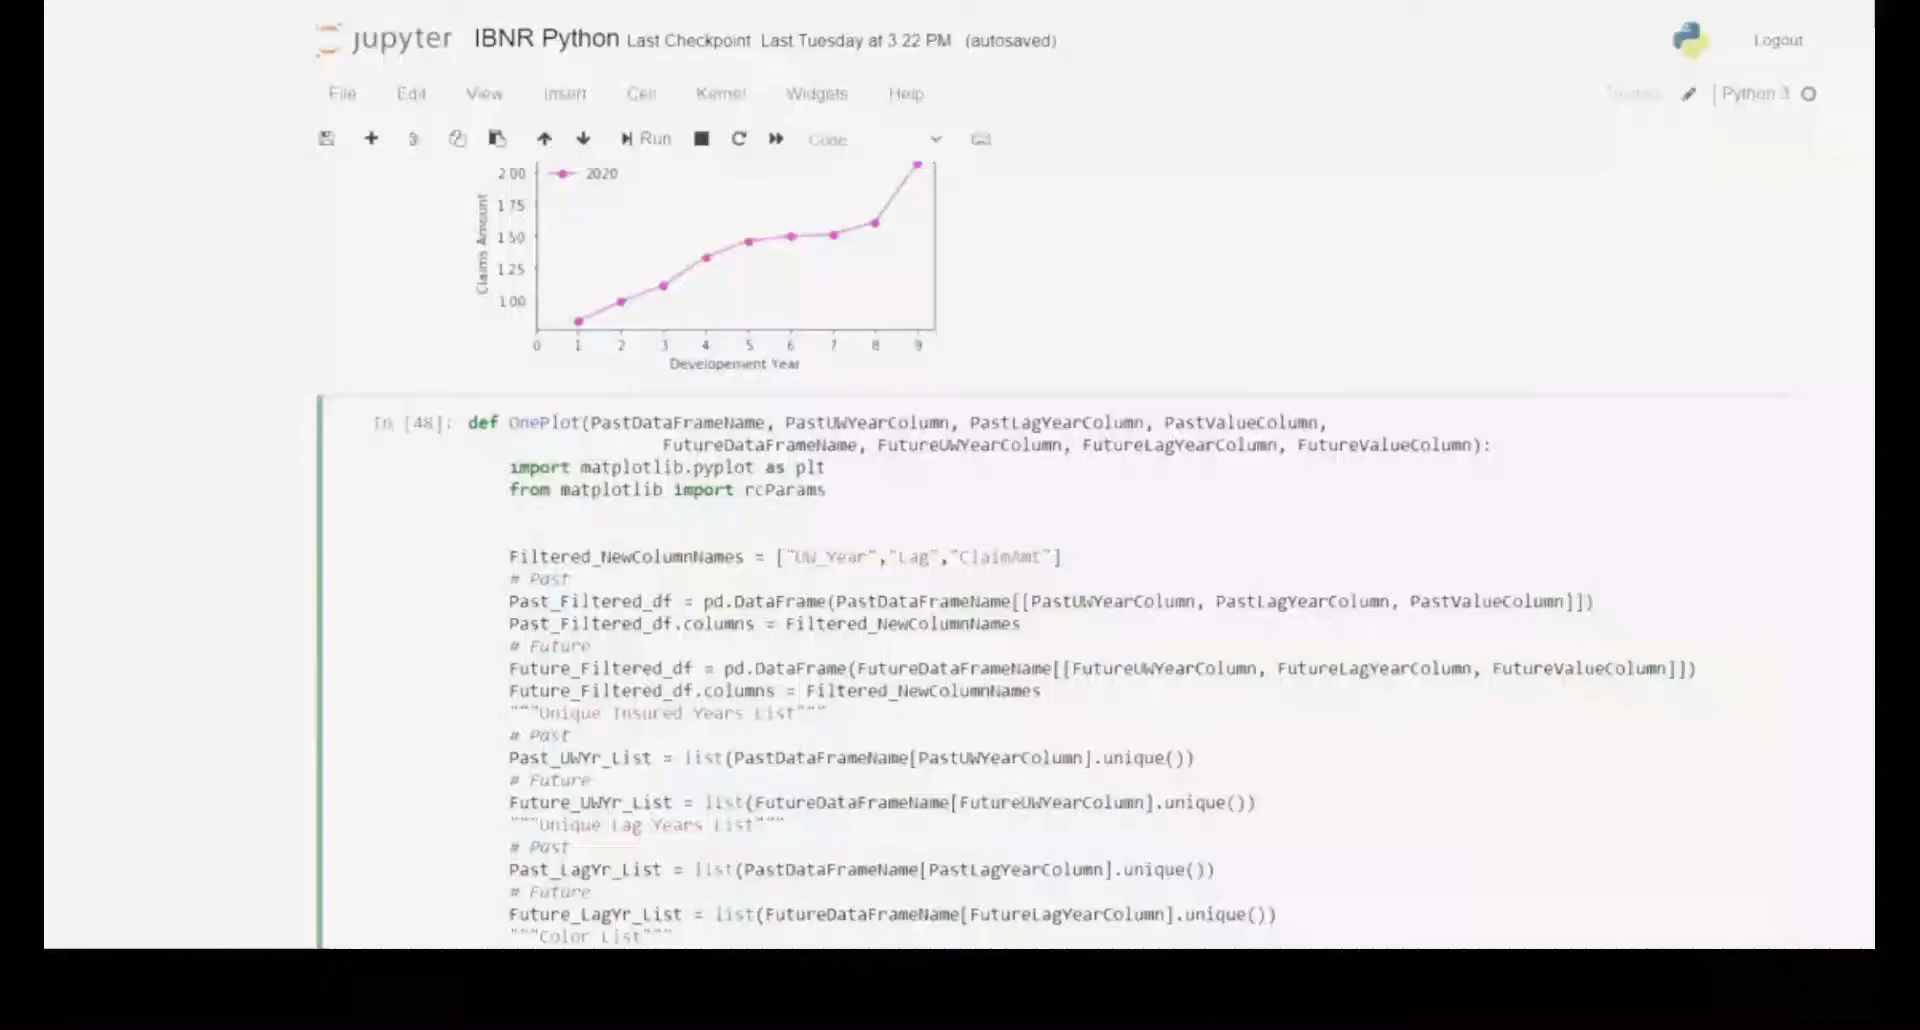 jupyter IBNR Python Last Checkpoint Last Tuesday at 3 22 PM (autosaved) Logout
File Edit View Insert Cell Kernel Widgets Help Python 3
Run Code
2 00
1 75
1 50
1 25
1 00
2020
Claims Amount
0 1 2 3 4 5 6 7 8 9
Developement Year
In [48]: def OnePlot(PastDataFrameName, PastUWYearColumn, PastLagYearColumn, PastValueColumn,
FutureDataFrameName, FutureUWYearColumn, FutureLagYearColumn, FutureValueColumn):
import matplotlib.pyplot as plt
from matplotlib import rcParams
Filtered_NewColumnNames = ["UW_Year","Lag","ClaimAmt"]
# Past
Past_Filtered_df = pd.DataFrame(PastDataFrameName[[PastUWYearColumn, PastLagYearColumn, PastValueColumn]])
Past_Filtered_df.columns = Filtered_NewColumnNames
# Future
Future_Filtered_df = pd.DataFrame(FutureDataFrameName[[FutureUWYearColumn, FutureLagYearColumn, FutureValueColumn]])
Future_Filtered_df.columns = Filtered_NewColumnNames
"""Unique Insured Years List"""
# Past
Past_UWYr_List = list(PastDataFrameName[PastUWYearColumn].unique())
# Future
Future_UWYr_List = list(FutureDataFrameName[FutureUWYearColumn].unique())
"""Unique Lag Years List"""
# Past
Past_LagYr_List = list(PastDataFrameName[PastLagYearColumn].unique())
# Future
Future_LagYr_List = list(FutureDataFrameName[FutureLagYearColumn].unique())
"""Color List"""